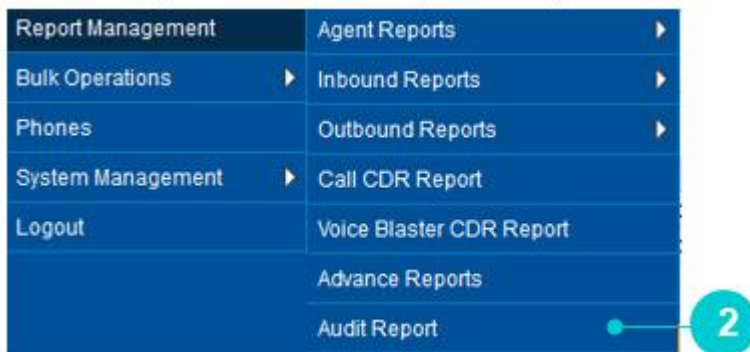 Report Management
Bulk Operations
Phones
System Management
Logout
Agent Reports
Inbound Reports
Outbound Reports
Call CDR Report
Voice Blaster CDR Report
Advance Reports
Audit Report
2